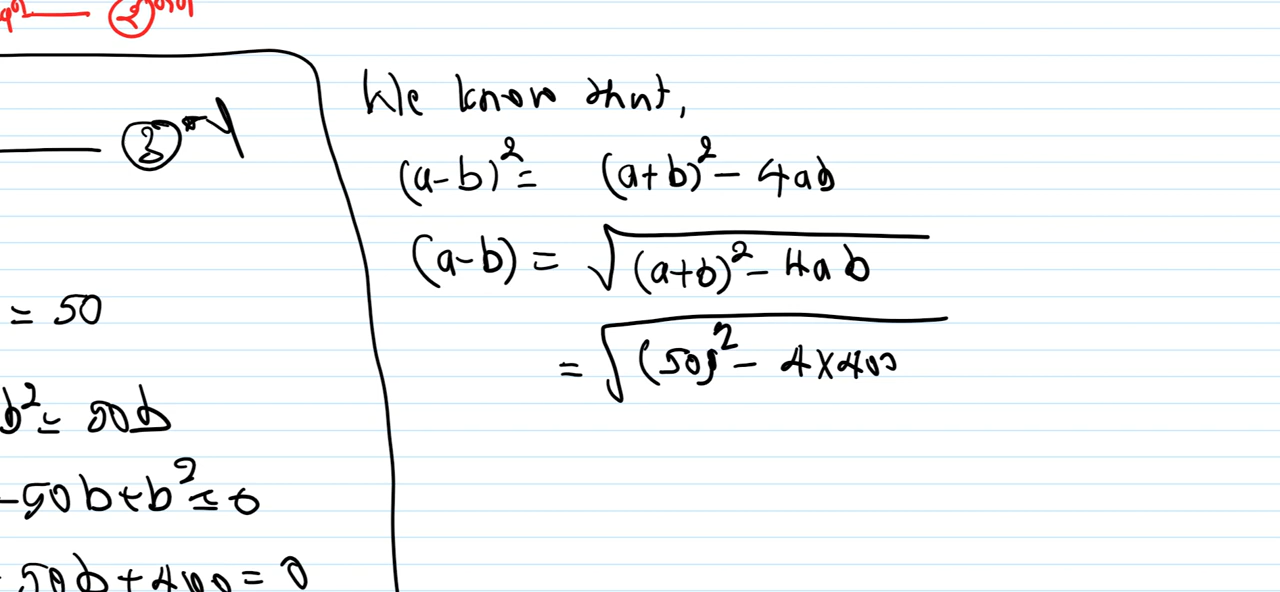 ③
= 50
b² = 50b
-50b + b² = 0
50b + 400 = 0
We know that,
(a-b)² = (a+b)² - 4ab
(a-b) = √(a+b)² - 4ab
= √(50)² - 4×400